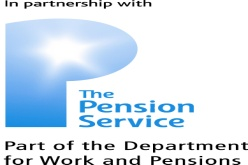 In partnership with
The
Pension
Service
Part of the Department
for Work and Pensions